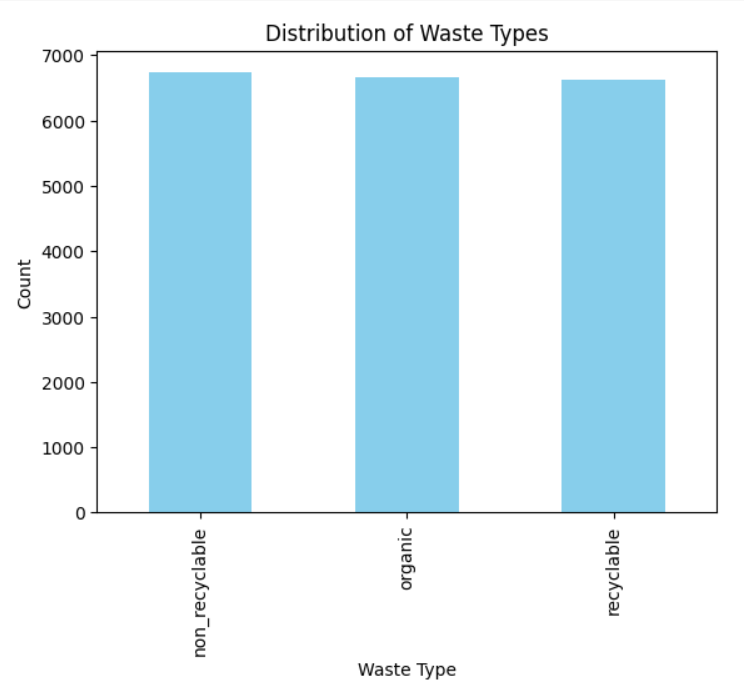 Distribution of Waste Types
7000
6000
5000
4000
3000
2000
1000
0
Count
non_recyclable
organic
recyclable
Waste Type